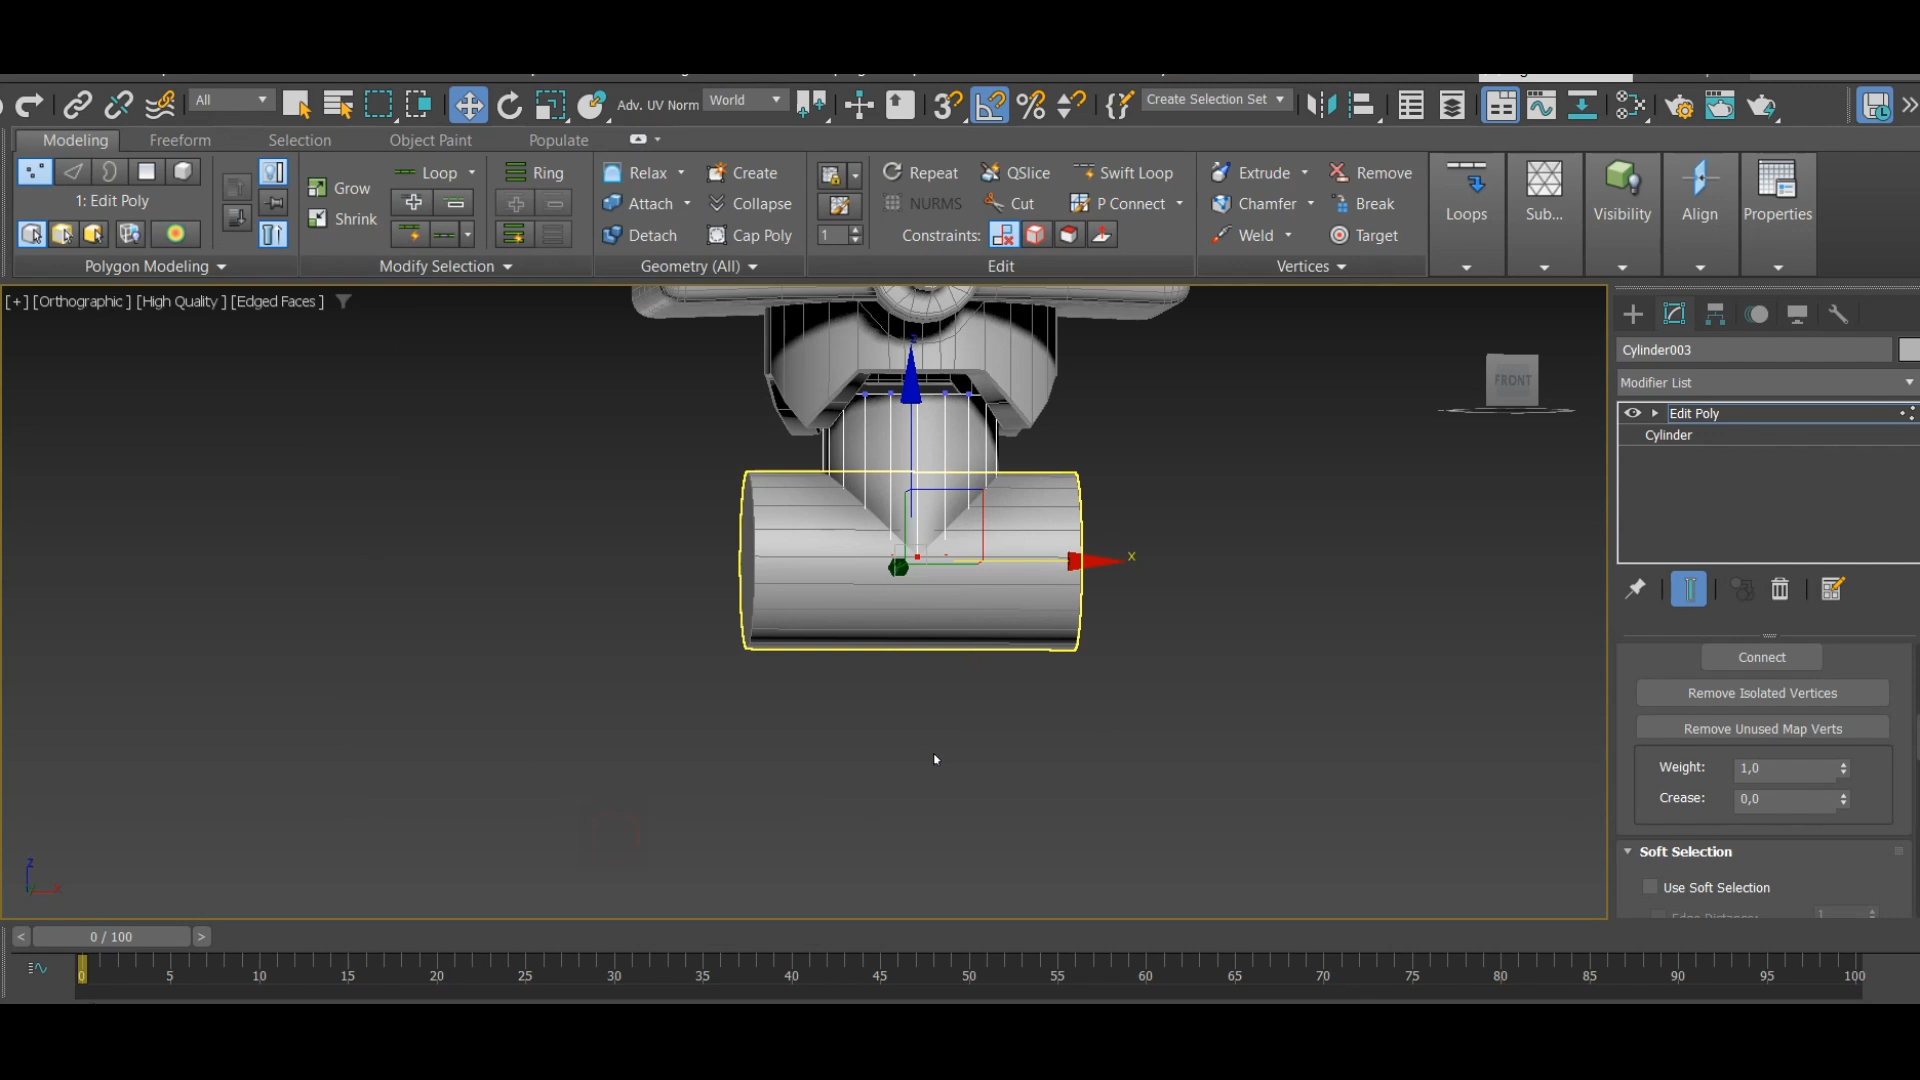 All
Adv. UV Norm
World
Create Selection Set
Modeling
Freeform
Selection
Object Paint
Populate
1: Edit Poly
Polygon Modeling
Grow
Shrink
Loop
Ring
Modify Selection
Relax
Create
Attach
Collapse
Detach
Cap Poly
Geometry (All)
1
Repeat
QSlice
Swift Loop
NURMS
Cut
P Connect
Constraints:
Edit
Extrude
Remove
Chamfer
Break
Weld
Target
Vertices
Loops
Sub...
Visibility
Align
Properties
[+] [Orthographic] [High Quality] [Edged Faces]
FRONT
z
x
z
x
Cylinder003
Modifier List
Edit Poly
Cylinder
Connect
Remove Isolated Vertices
Remove Unused Map Verts
Weight:
1,0
Crease:
0,0
Soft Selection
Use Soft Selection
Edge Distance:
1
< 0 / 100 >
0 5 10 15 20 25 30 35 40 45 50 55 60 65 70 75 80 85 90 95 100